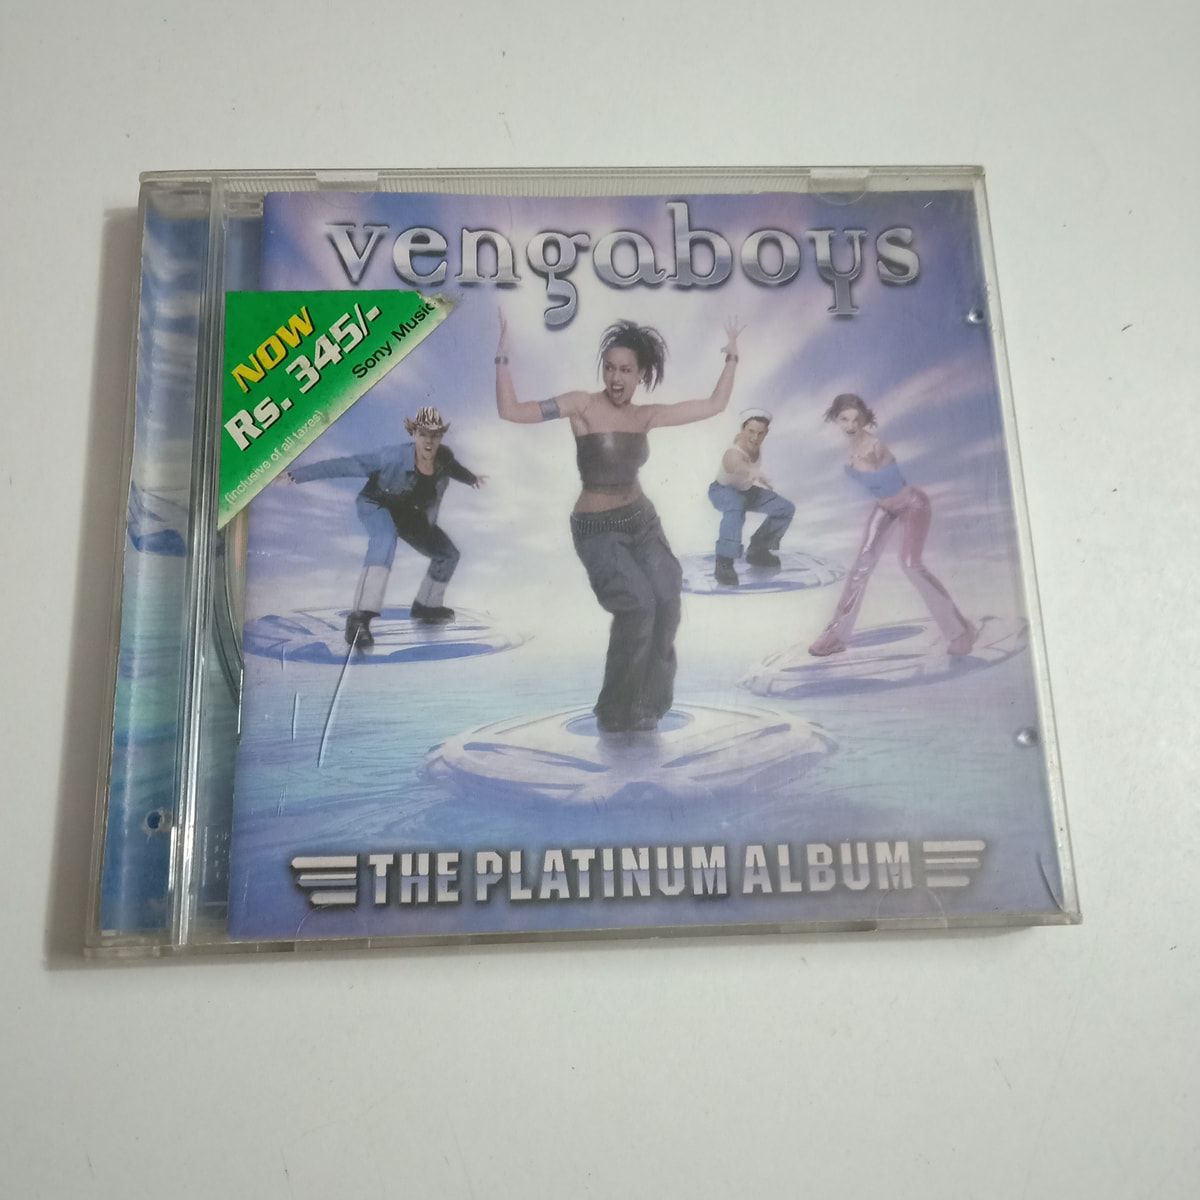 vengaboys
NOW
Rs. 345/-
Sony Music
(inclusive of all taxes)
THE PLATINUM ALBUM